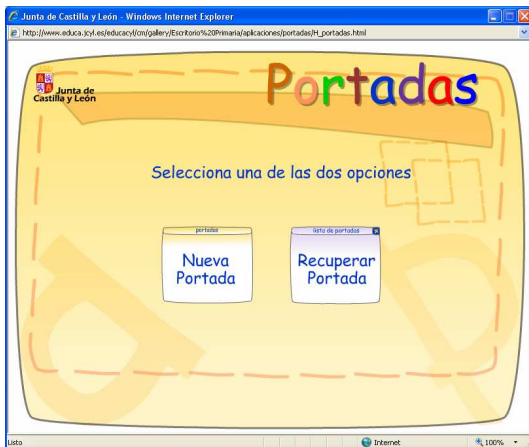 Junta de Castilla y León - Windows Internet Explorer
http://www.educa.jcyl.es/educacyl/cm/gallery/Escritorio%20Primaria/aplicaciones/portadas/H_portadas.html
Portadas
Junta de
Castilla y León
Selecciona una de las dos opciones
portadas
Nueva
Portada
lista de portadas
Recuperar
Portada
Listo
Internet
100%